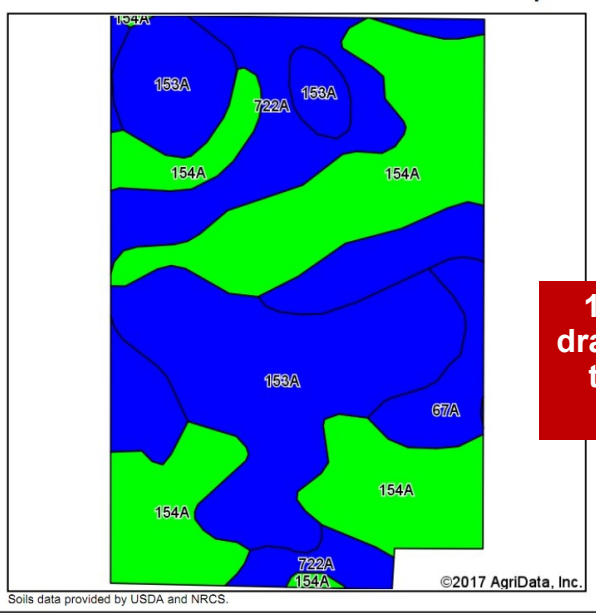 154A
153A
153A
722A
154A
154A
153A
67A
154A
154A
722A
154A
©2017 AgriData, Inc.
Soils data provided by USDA and NRCS.